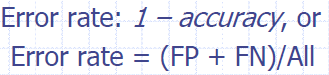 Error rate: 1 – accuracy, or
Error rate = (FP + FN)/All